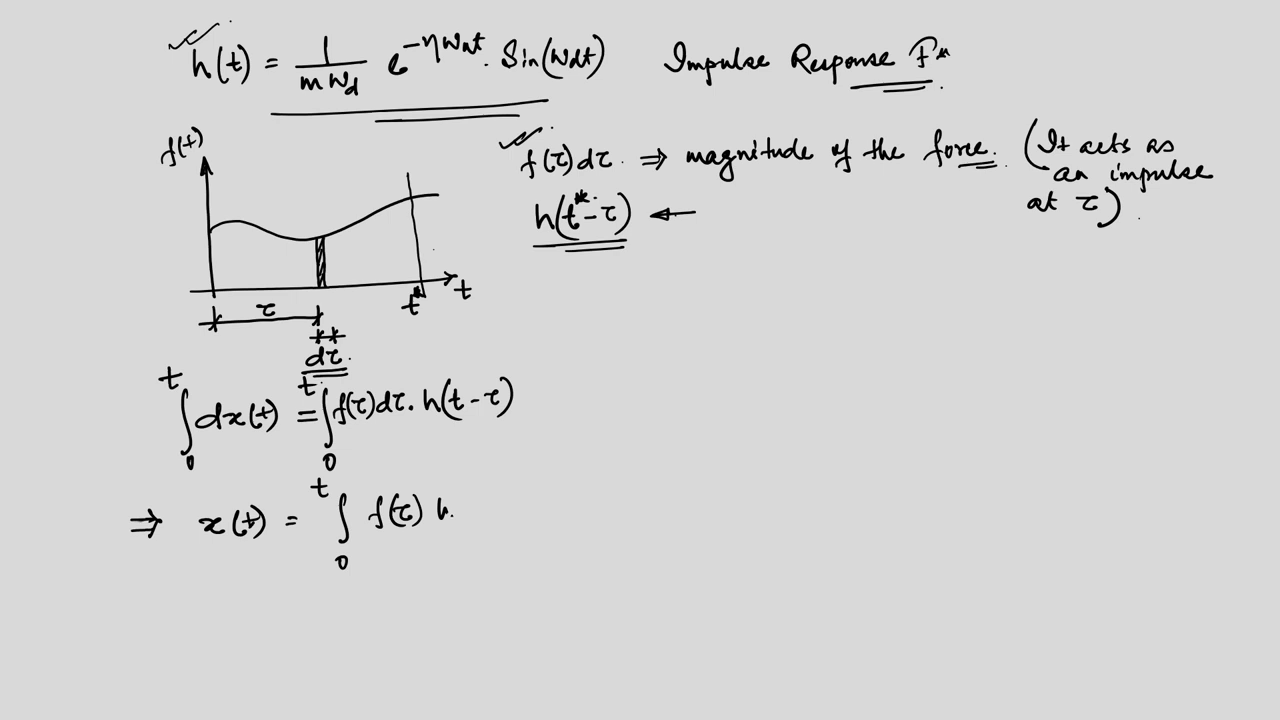 h(t) = 1/(mω_d) e^(-ηω_n t) . Sin(ω_d t) Impulse Response Fⁿ
f(t)
f(τ)dτ. ⇒ magnitude of the force. (It acts as an impulse at τ).
h(t*-τ) ←
t* t
τ
dτ.
∫₀ᵗ dx(t) = ∫₀ᵗ f(τ)dτ. h(t-τ)
⇒ x(t) = ∫₀ᵗ f(τ) h